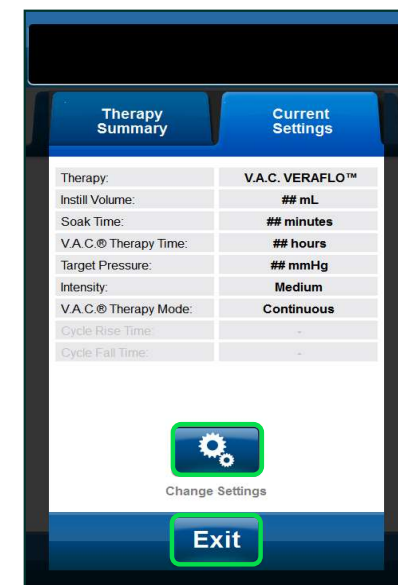 Therapy Summary
Current Settings
Therapy: V.A.C. VERAFLO™
Instill Volume: ## mL
Soak Time: ## minutes
V.A.C.® Therapy Time: ## hours
Target Pressure: ## mmHg
Intensity: Medium
V.A.C.® Therapy Mode: Continuous
Cycle Rise Time: -
Cycle Fall Time: -
Change Settings
Exit